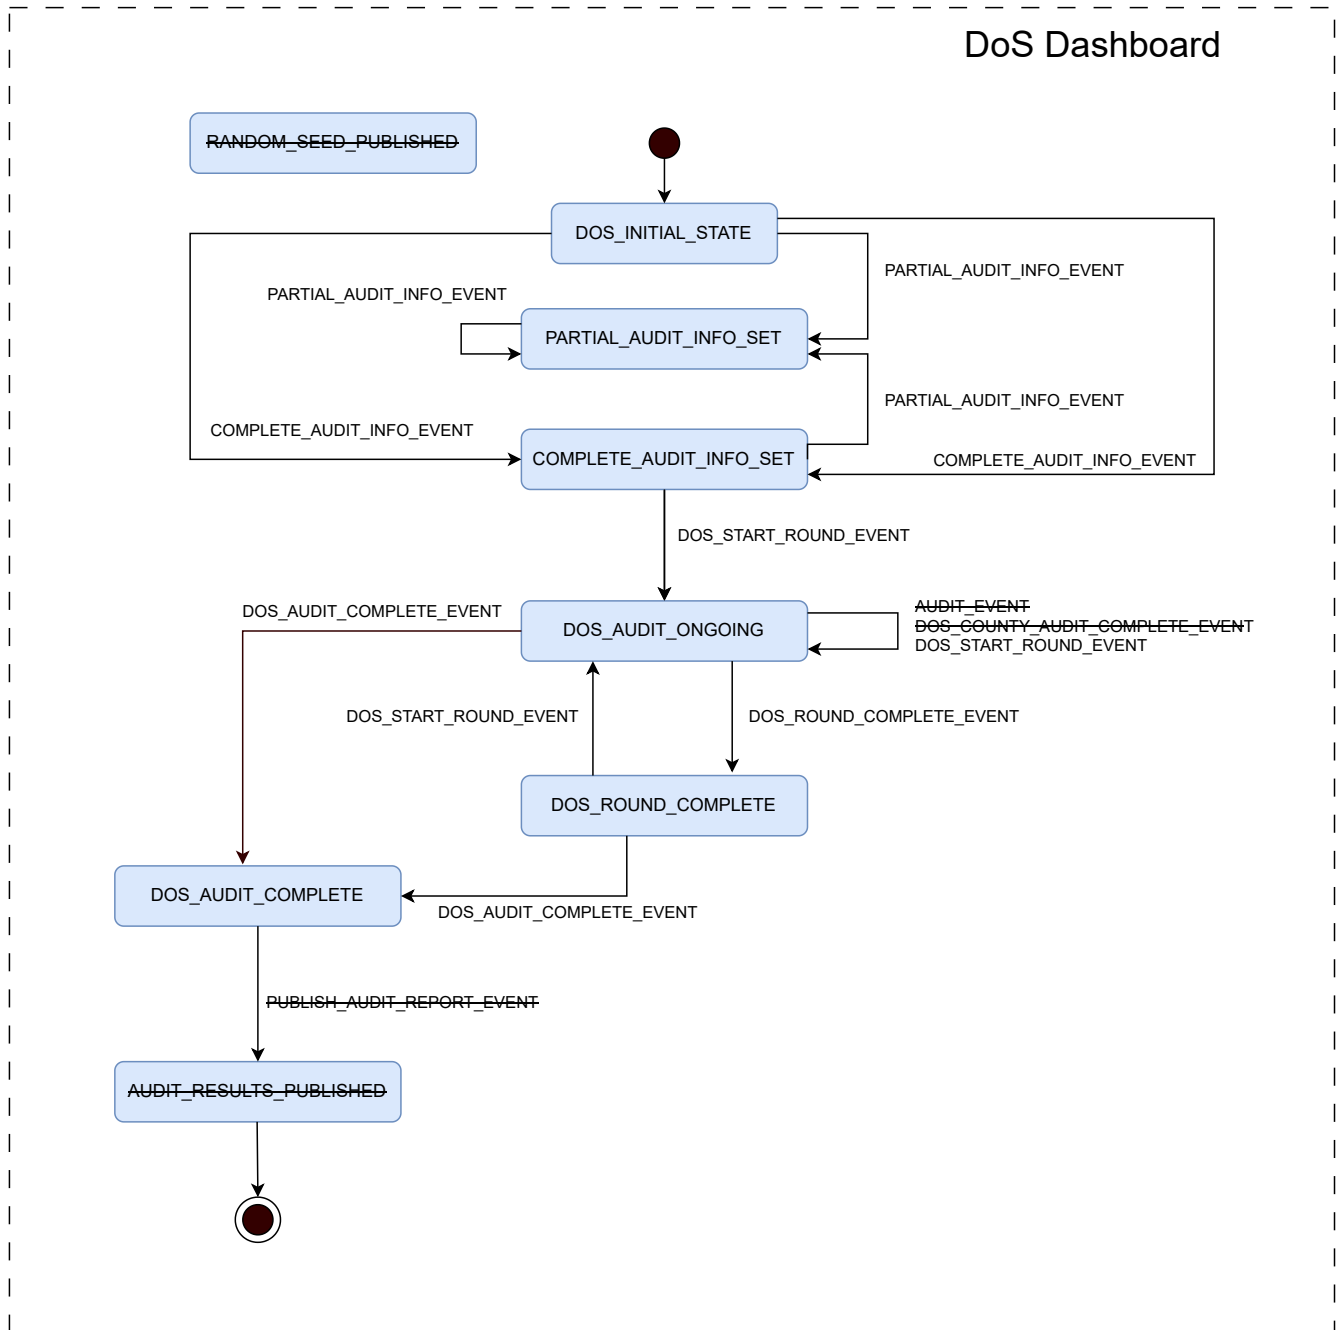 DoS Dashboard
RANDOM_SEED_PUBLISHED
DOS_INITIAL_STATE
PARTIAL_AUDIT_INFO_EVENT
PARTIAL_AUDIT_INFO_EVENT
PARTIAL_AUDIT_INFO_SET
PARTIAL_AUDIT_INFO_EVENT
COMPLETE_AUDIT_INFO_EVENT
COMPLETE_AUDIT_INFO_SET
COMPLETE_AUDIT_INFO_EVENT
DOS_START_ROUND_EVENT
DOS_AUDIT_COMPLETE_EVENT
DOS_AUDIT_ONGOING
AUDIT_EVENT
DOS_COUNTY_AUDIT_COMPLETE_EVENT
DOS_START_ROUND_EVENT
DOS_START_ROUND_EVENT
DOS_ROUND_COMPLETE_EVENT
DOS_ROUND_COMPLETE
DOS_AUDIT_COMPLETE
DOS_AUDIT_COMPLETE_EVENT
PUBLISH_AUDIT_REPORT_EVENT
AUDIT_RESULTS_PUBLISHED